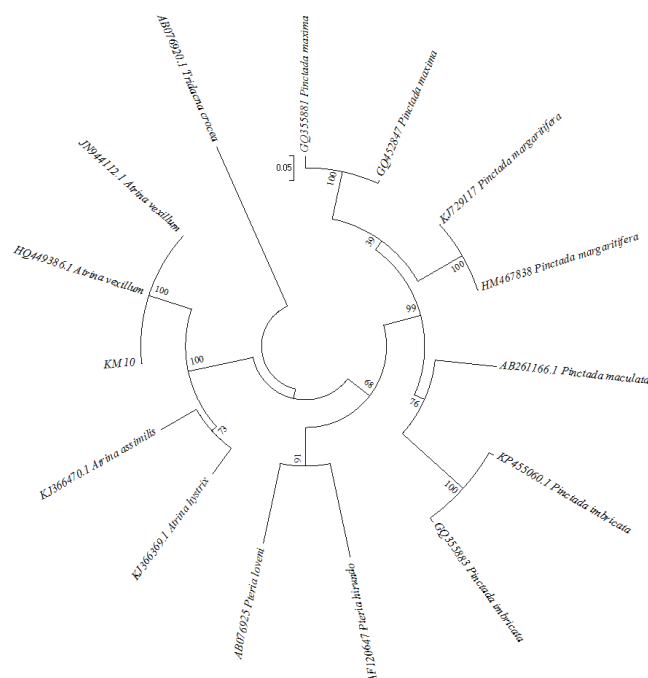 AB076920.1 Tridacna crocea
GQ355881 Pinctada maxima
GQ452847 Pinctada maxima
KJ729117 Pinctada margaritifera
HM467838 Pinctada margaritifera
AB261166.1 Pinctada maculata
KP455060.1 Pinctada imbricata
GQ355883 Pinctada imbricata
HF120647 Pteria hirundo
AB076925 Pteria loveni
KJ366369.1 Atrina hystrix
KJ366470.1 Atrina assimilis
KM 10
HQ449386.1 Atrina vexillum
JN944112.1 Atrina vexillum
0.05
100
39
100
99
76
100
68
91
73
100
100